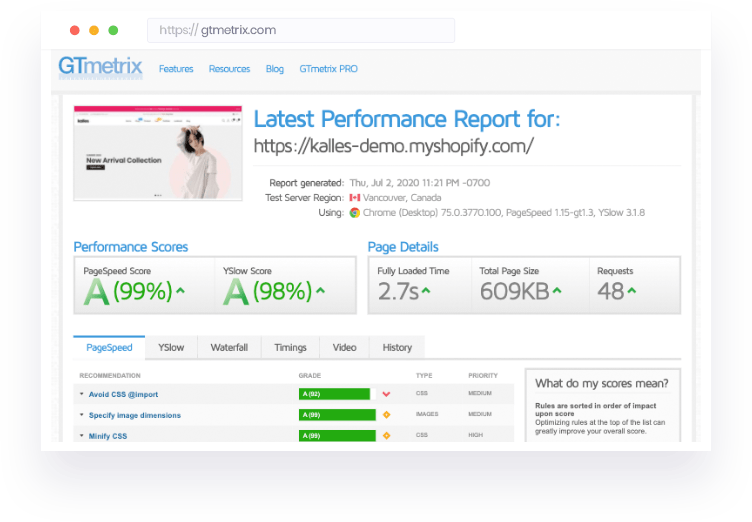 https:// gtmetrix.com
GTmetrix Features Resources Blog GTmetrix PRO
kalles
New Arrival Collection
Latest Performance Report for:
https://kalles-demo.myshopify.com/
Report generated: Thu, Jul 2, 2020 11:21 PM -0700
Test Server Region: Vancouver, Canada
Using: Chrome (Desktop) 75.0.3770.100, PageSpeed 1.15-gt1.3, YSlow 3.1.8
Performance Scores
PageSpeed Score YSlow Score
A (99%) A (98%)
Page Details
Fully Loaded Time Total Page Size Requests
2.7s 609KB 48
PageSpeed YSlow Waterfall Timings Video History
RECOMMENDATION GRADE TYPE PRIORITY
Avoid CSS @import A (92) CSS MEDIUM
Specify image dimensions A (99) IMAGES MEDIUM
Minify CSS A (99) CSS HIGH
What do my scores mean?
Rules are sorted in order of impact
upon score
Optimizing rules at the top of the list can
greatly improve your overall score.